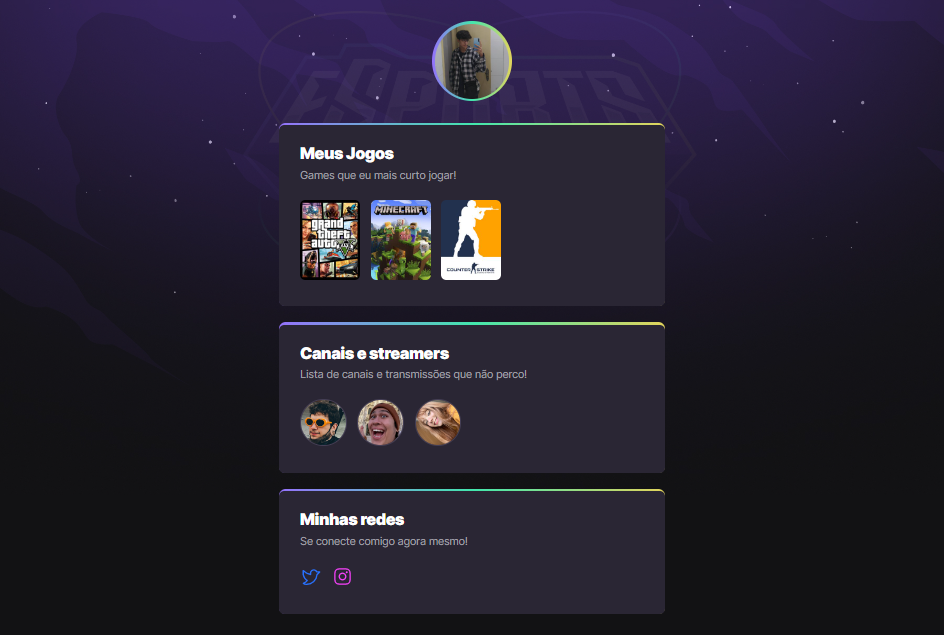 ESPORTS
Meus Jogos
Games que eu mais curto jogar!
grand
theft
auto
MINECRAFT
COUNTER STRIKE
Canais e streamers
Lista de canais e transmissões que não perco!
Minhas redes
Se conecte comigo agora mesmo!